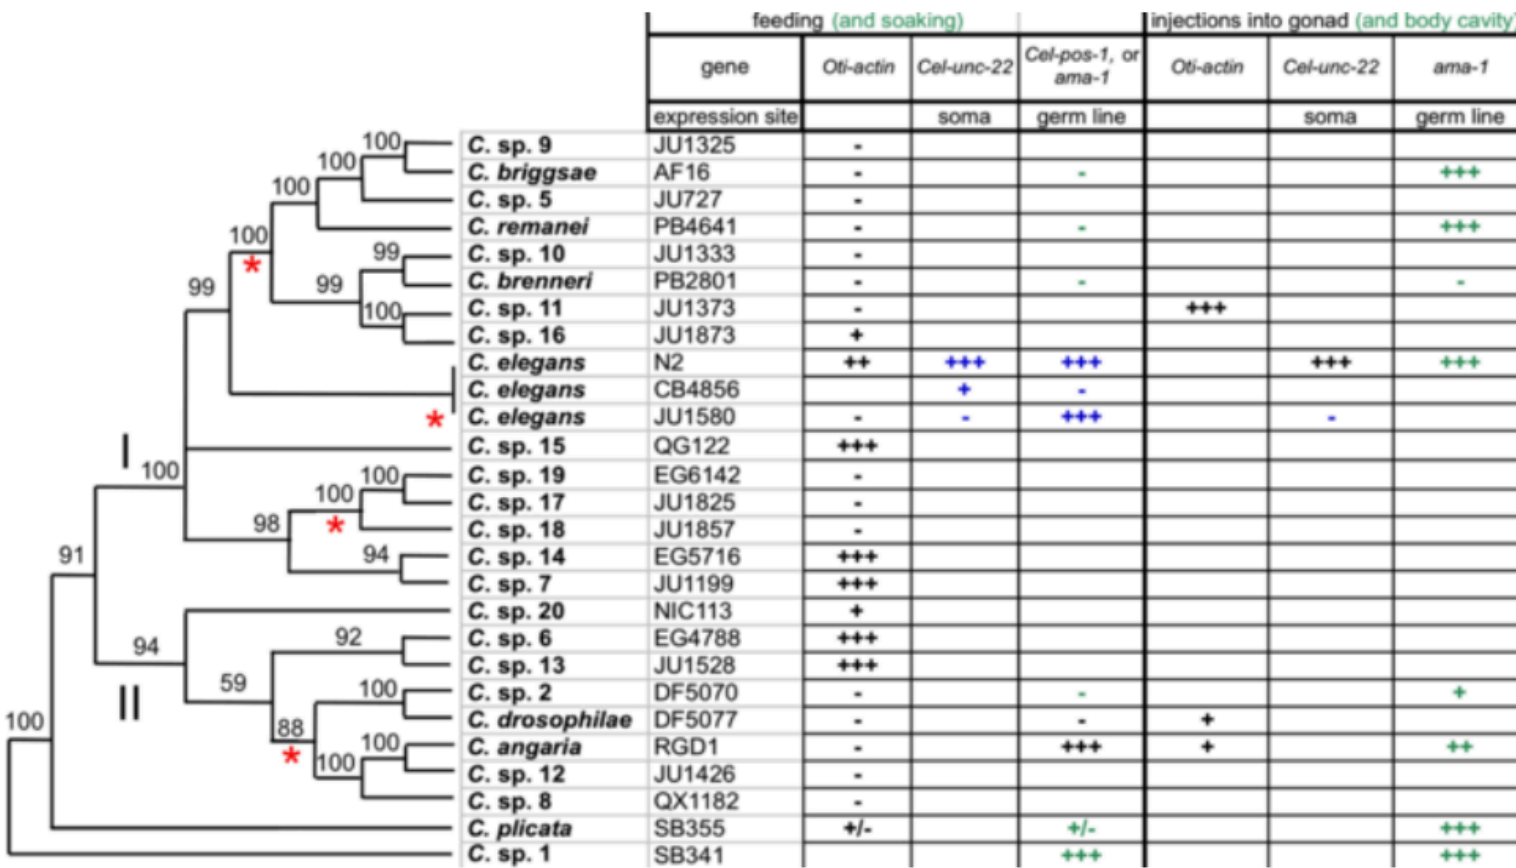 feeding (and soaking) injections into gonad (and body cavity)
gene Oti-actin Cel-unc-22 Cel-pos-1, or ama-1 Oti-actin Cel-unc-22 ama-1
expression site soma germ line soma germ line
100 C. sp. 9 JU1325 -
100 C. briggsae AF16 - - +++
100 C. sp. 5 JU727 -
C. remanei PB4641 - - +++
100 * 99 C. sp. 10 JU1333 -
99 99 C. brenneri PB2801 - - -
100 C. sp. 11 JU1373 - +++
C. sp. 16 JU1873 +
C. elegans N2 ++ +++ +++ +++ +++
C. elegans CB4856 + -
* C. elegans JU1580 - - +++ -
I C. sp. 15 QG122 +++
100 100 C. sp. 19 EG6142 -
100 C. sp. 17 JU1825 -
98 * C. sp. 18 JU1857 -
91 94 C. sp. 14 EG5716 +++
C. sp. 7 JU1199 +++
C. sp. 20 NIC113 +
94 92 C. sp. 6 EG4788 +++
C. sp. 13 JU1528 +++
II 59 100 C. sp. 2 DF5070 - - +
100 88 C. drosophilae DF5077 - - +
* 100 C. angaria RGD1 - +++ + ++
100 C. sp. 12 JU1426 -
C. sp. 8 QX1182 -
C. plicata SB355 +/- +/- +++
C. sp. 1 SB341 +++ +++